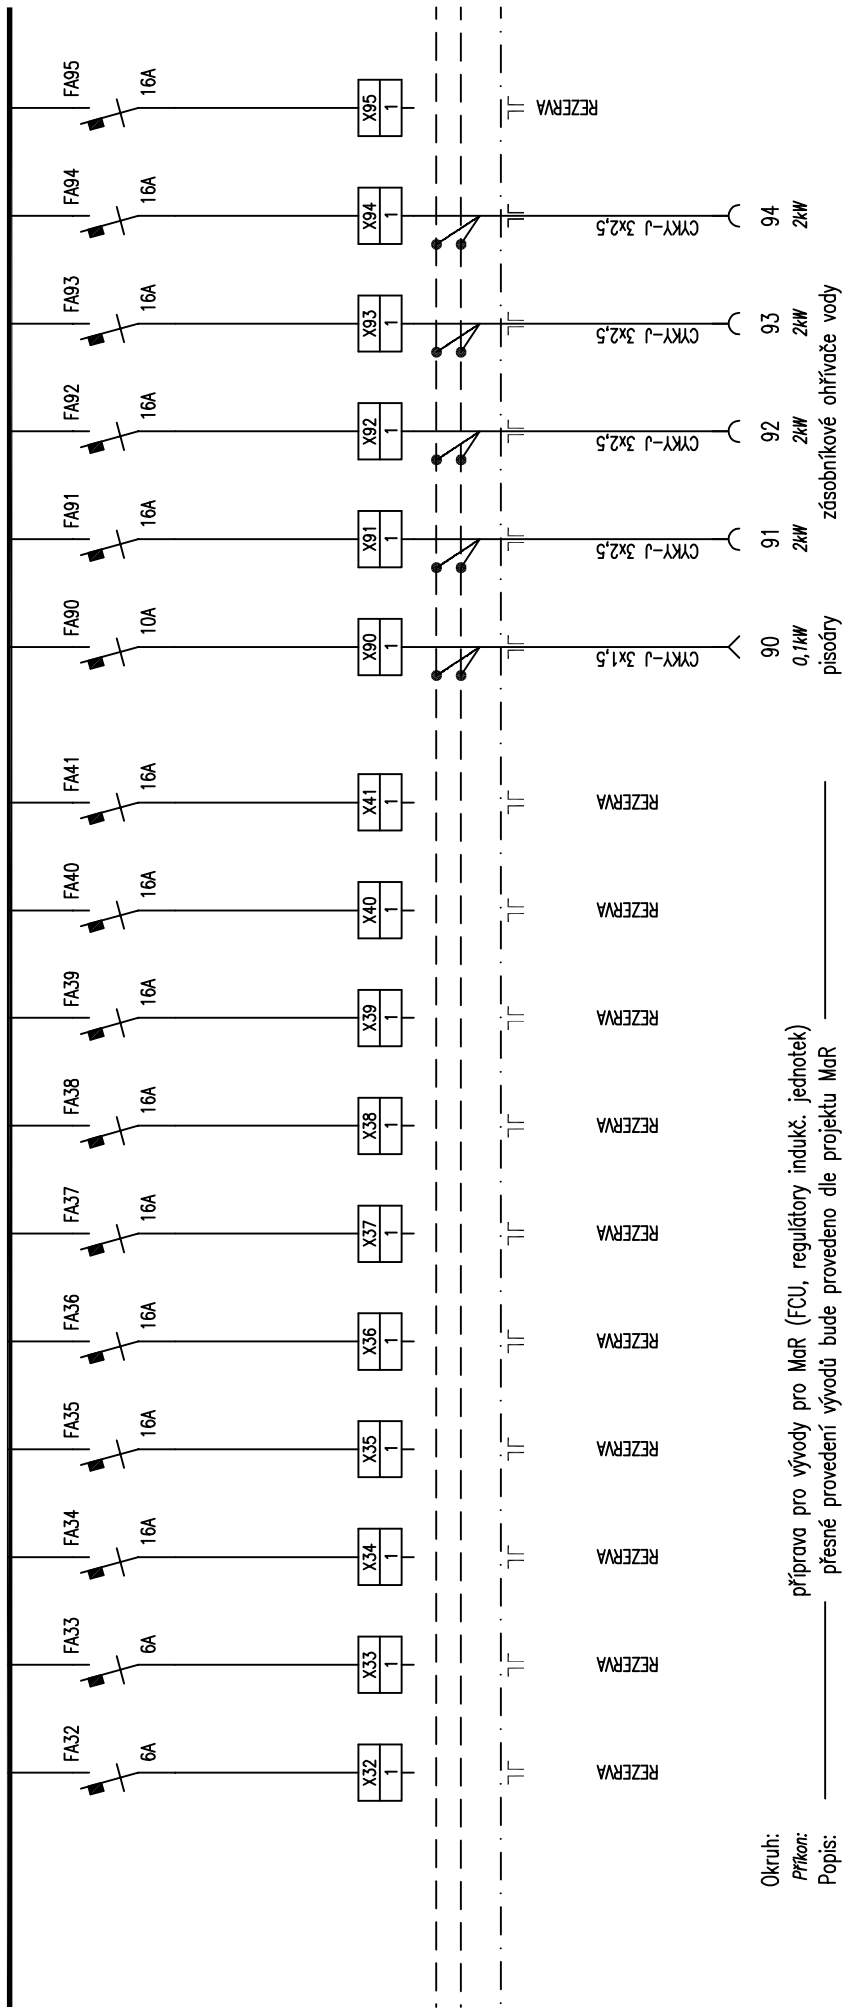 FA32 FA33 FA34 FA35 FA36 FA37 FA38 FA39 FA40 FA41 FA90 FA91 FA92 FA93 FA94 FA95
6A 6A 16A 16A 16A 16A 16A 16A 16A 16A 10A 16A 16A 16A 16A 16A
X32 X33 X34 X35 X36 X37 X38 X39 X40 X41 X90 X91 X92 X93 X94 X95
1 1 1 1 1 1 1 1 1 1 1 1 1 1 1 1
REZERVA REZERVA REZERVA REZERVA REZERVA REZERVA REZERVA REZERVA REZERVA REZERVA CYKY-J 3x1,5 CYKY-J 3x2,5 CYKY-J 3x2,5 CYKY-J 3x2,5 CYKY-J 3x2,5 REZERVA
Okruh: 90 91 92 93 94
Příkon: 0,1kW 2kW 2kW 2kW 2kW
příprava pro vývody pro MaR (FCU, regulátory indukč. jednotek)
Popis: přesné provedení vývodů bude provedeno dle projektu MaR pisoáry zásobníkové ohřívače vody